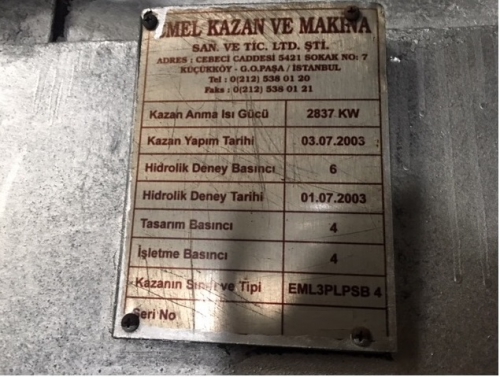 EMEL KAZAN VE MAKİNA
SAN. VE TİC. LTD. ŞTİ.
ADRES : CEBECİ CADDESİ 5421 SOKAK NO: 7
KÜÇÜKKÖY - G.O.PAŞA / İSTANBUL
Tel : 0(212) 538 01 20
Faks : 0(212) 538 01 21
Kazan Anma Isı Gücü 2837 KW
Kazan Yapım Tarihi 03.07.2003
Hidrolik Deney Basıncı 6
Hidrolik Deney Tarihi 01.07.2003
Tasarım Basıncı 4
İşletme Basıncı 4
Kazanın Sınıf ve Tipi EML3PLPSB 4
Seri No